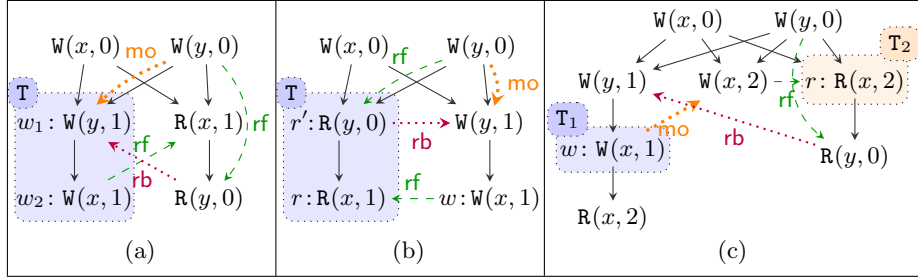 W(x, 0) W(y, 0)
mo
T
w₁: W(y, 1) R(x, 1)
rf rf
rb
w₂: W(x, 1) R(y, 0)
(a)
W(x, 0) W(y, 0)
rf
mo
T
r′: R(y, 0) W(y, 1)
rb
rf
r: R(x, 1) w: W(x, 1)
(b)
W(x, 0) W(y, 0)
T₂
W(y, 1) W(x, 2) r: R(x, 2)
rf
T₁
mo
w: W(x, 1) R(y, 0)
rb
R(x, 2)
(c)